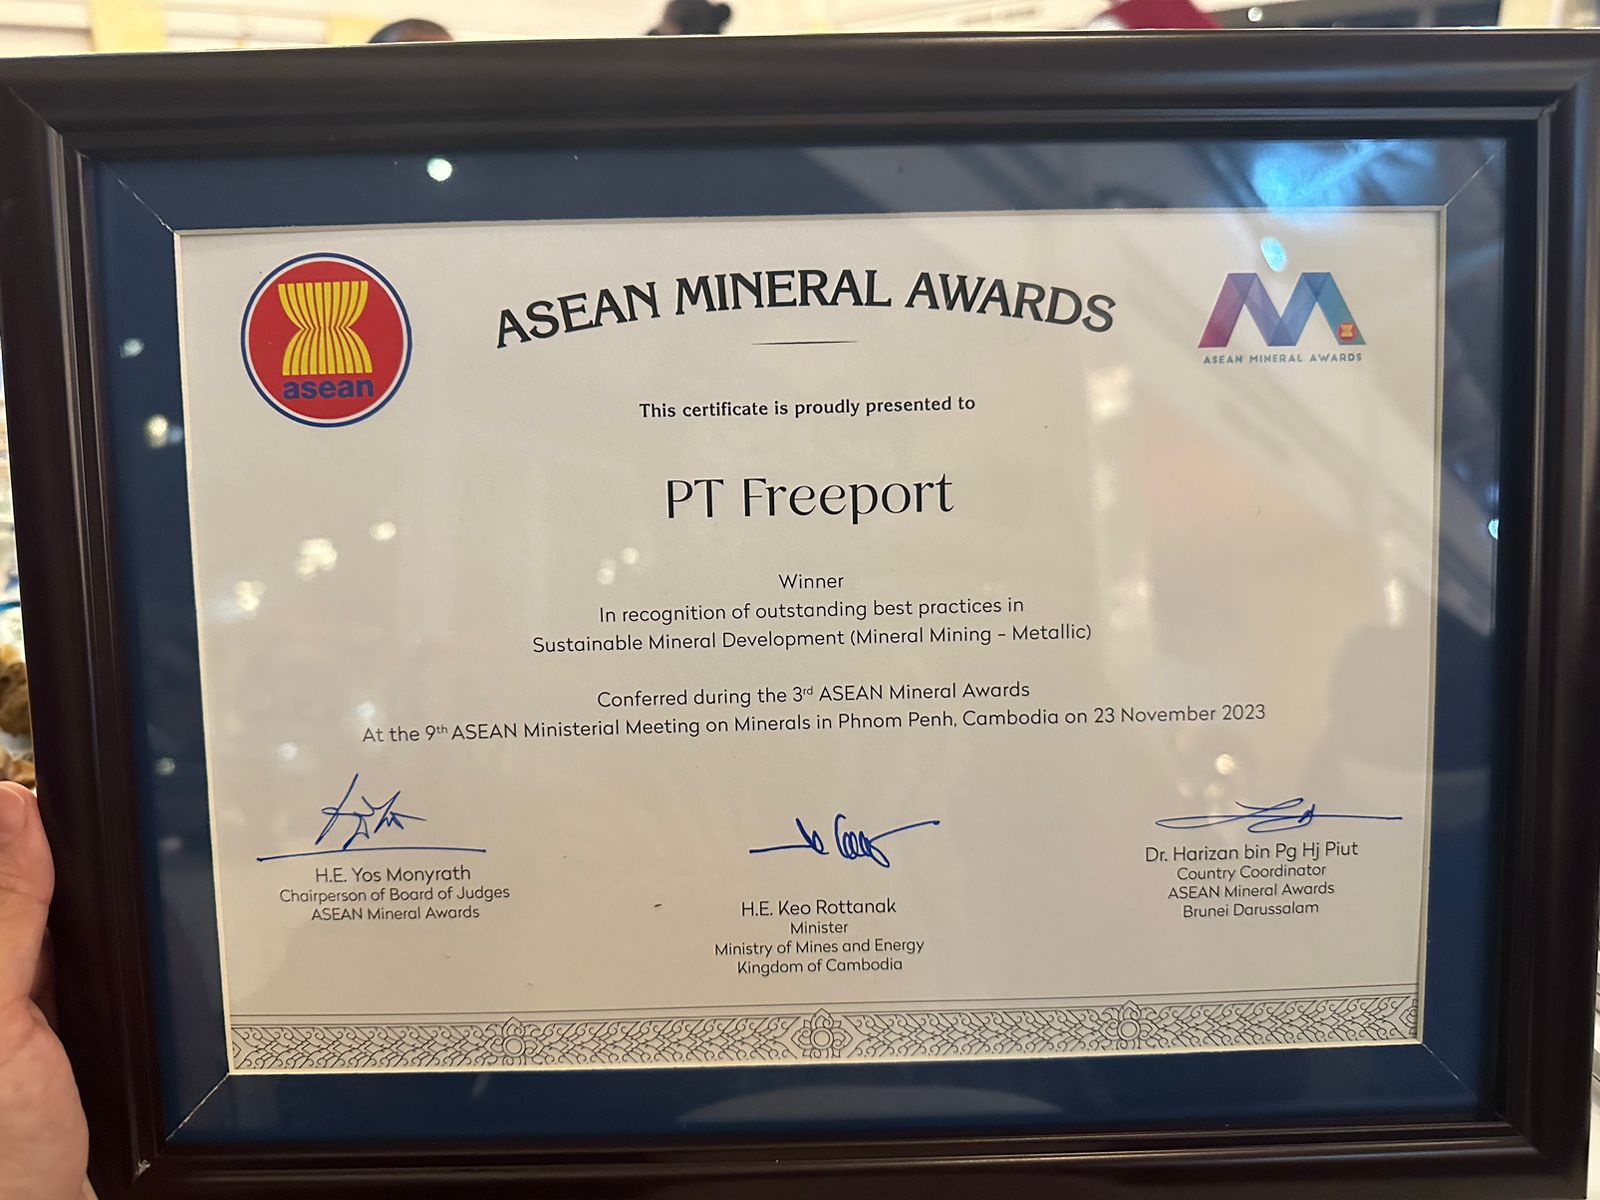 asean
ASEAN MINERAL AWARDS
ASEAN MINERAL AWARDS
This certificate is proudly presented to
PT Freeport
Winner
In recognition of outstanding best practices in
Sustainable Mineral Development (Mineral Mining - Metallic)
Conferred during the 3rd ASEAN Mineral Awards
At the 9th ASEAN Ministerial Meeting on Minerals in Phnom Penh, Cambodia on 23 November 2023
H.E. Yos Monyrath
Chairperson of Board of Judges
ASEAN Mineral Awards
H.E. Keo Rottanak
Minister
Ministry of Mines and Energy
Kingdom of Cambodia
Dr. Harizan bin Pg Hj Piut
Country Coordinator
ASEAN Mineral Awards
Brunei Darussalam